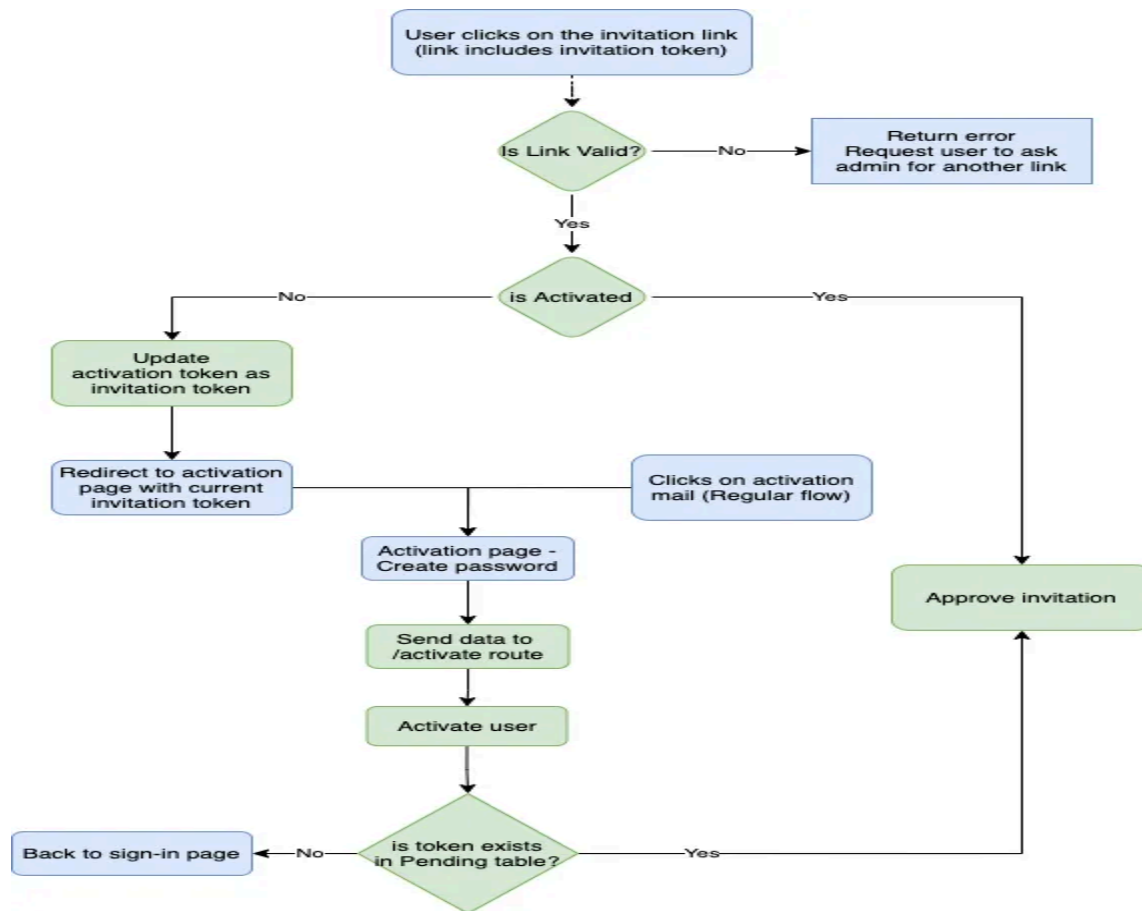 User clicks on the invitation link
(link includes invitation token)
Is Link Valid?
No
Return error
Request user to ask
admin for another link
Yes
is Activated
No
Yes
Update
activation token as
invitation token
Redirect to activation
page with current
invitation token
Clicks on activation
mail (Regular flow)
Activation page -
Create password
Approve invitation
Send data to
/activate route
Activate user
is token exists
in Pending table?
No
Back to sign-in page
Yes